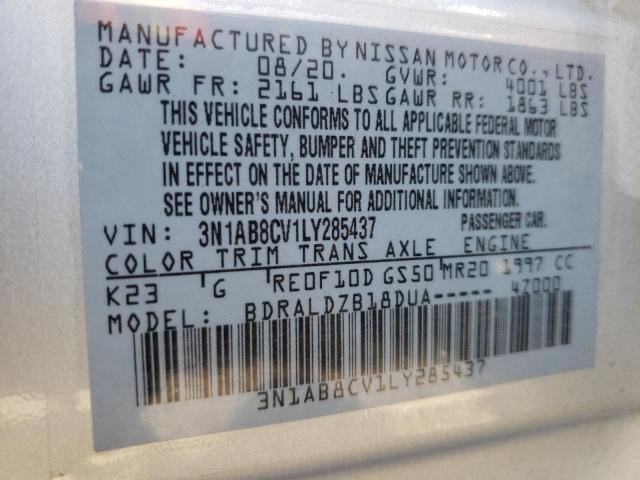 MANUFACTURED BY NISSAN MOTOR CO., LTD.
DATE: 08/20. GVWR: 4001 LBS
GAWR FR: 2161 LBS GAWR RR: 1863 LBS
THIS VEHICLE CONFORMS TO ALL APPLICABLE FEDERAL MOTOR
VEHICLE SAFETY, BUMPER AND THEFT PREVENTION STANDARDS
IN EFFECT ON THE DATE OF MANUFACTURE SHOWN ABOVE.
SEE OWNER'S MANUAL FOR ADDITIONAL INFORMATION.
VIN: 3N1AB8CV1LY285437 PASSENGER CAR.
COLOR TRIM TRANS AXLE ENGINE
K23 G RE0F10D GS50 MR20 1997 CC
MODEL: BDRALDZB18DUA----- 47000
3N1AB8CV1LY285437